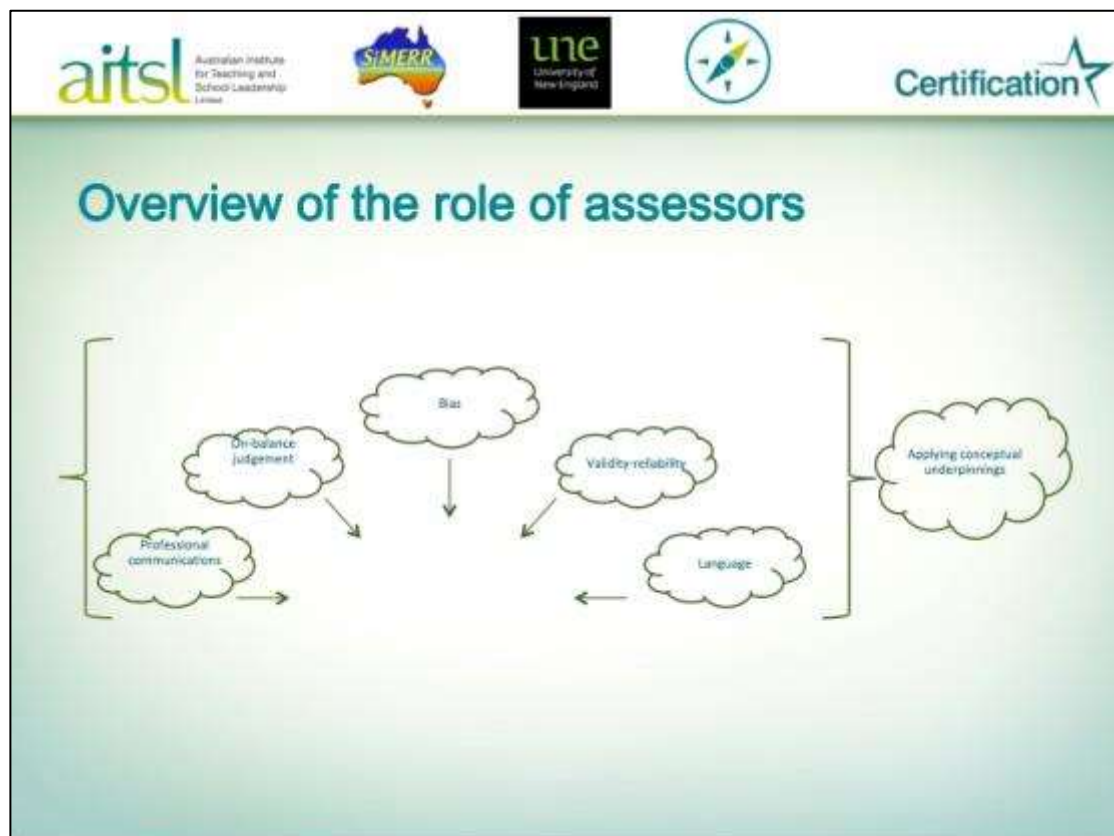 aitsl
Australian Institute
for Teaching and
School Leadership
Limited
SiMERR
une
University of
New England
Certification
Overview of the role of assessors
Bias
On-balance
judgement
Validity-reliability
Applying conceptual
underpinnings
Professional
communications
Language